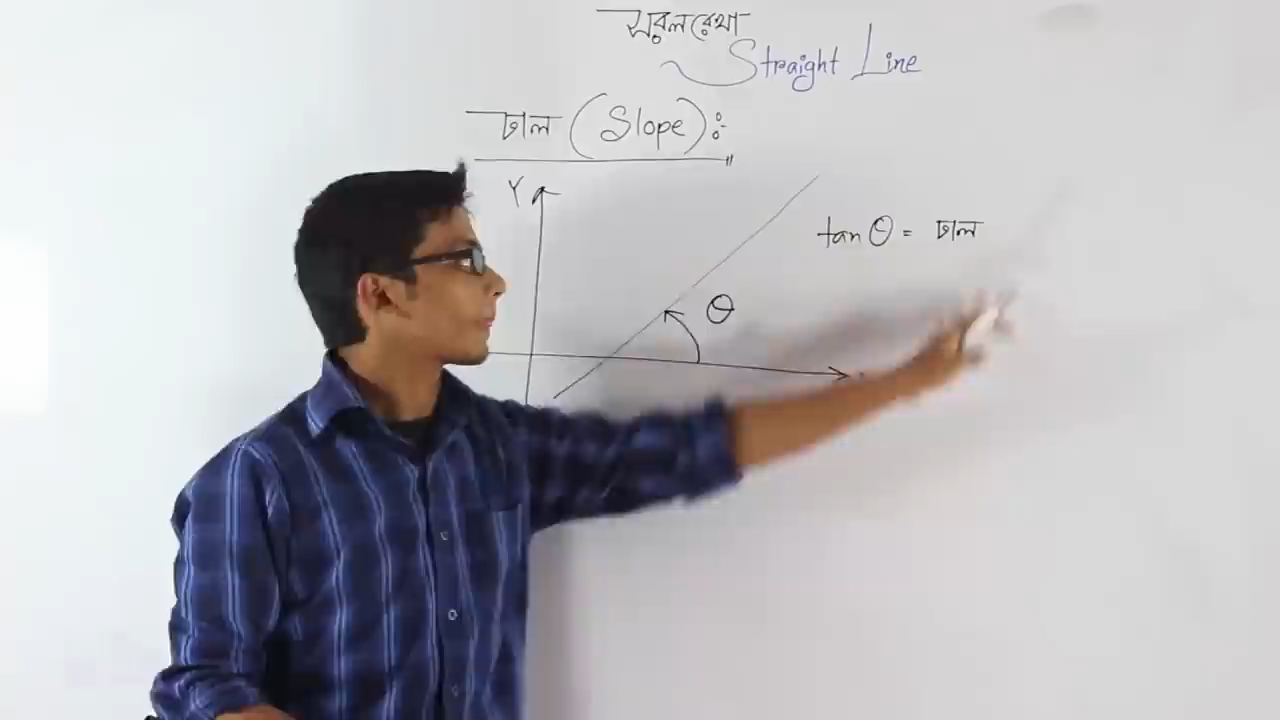 সরলরেখা
Straight Line
ঢাল (Slope):
Y
tan θ = ঢাল
θ